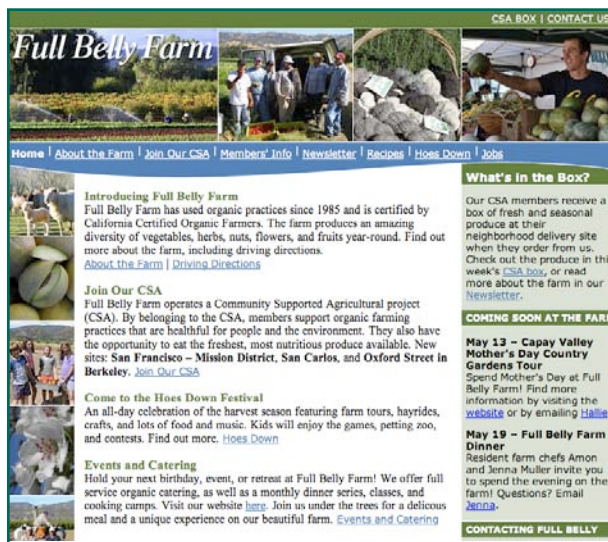 CSA BOX | CONTACT US
Full Belly Farm
Home | About the Farm | Join Our CSA | Members' Info | Newsletter | Recipes | Hoes Down | Jobs
Introducing Full Belly Farm
Full Belly Farm has used organic practices since 1985 and is certified by
California Certified Organic Farmers. The farm produces an amazing
diversity of vegetables, herbs, nuts, flowers, and fruits year-round. Find out
more about the farm, including driving directions.
About the Farm | Driving Directions
Join Our CSA
Full Belly Farm operates a Community Supported Agricultural project
(CSA). By belonging to the CSA, members support organic farming
practices that are healthful for people and the environment. They also have
the opportunity to eat the freshest, most nutritious produce available. New
sites: San Francisco – Mission District, San Carlos, and Oxford Street in
Berkeley. Join Our CSA
Come to the Hoes Down Festival
An all-day celebration of the harvest season featuring farm tours, hayrides,
crafts, and lots of food and music. Kids will enjoy the games, petting zoo,
and contests. Find out more. Hoes Down
Events and Catering
Hold your next birthday, event, or retreat at Full Belly Farm! We offer full
service organic catering, as well as a monthly dinner series, classes, and
cooking camps. Visit our website here. Join us under the trees for a delicous
meal and a unique experience on our beautiful farm. Events and Catering
What's in the Box?
Our CSA members receive a
box of fresh and seasonal
produce at their
neighborhood delivery site
when they order from us.
Check out the produce in thi
week's CSA box, or read
more about the farm in our
Newsletter.
COMING SOON AT THE FARM
May 13 – Capay Valley
Mother's Day Country
Gardens Tour
Spend Mother's Day at Full
Belly Farm! Find more
information by visiting the
website or by emailing Hallie
May 19 – Full Belly Farm
Dinner
Resident farm chefs Amon
and Jenna Muller invite you
to spend the evening on the
farm! Questions? Email
Jenna.
CONTACTING FULL BELLY